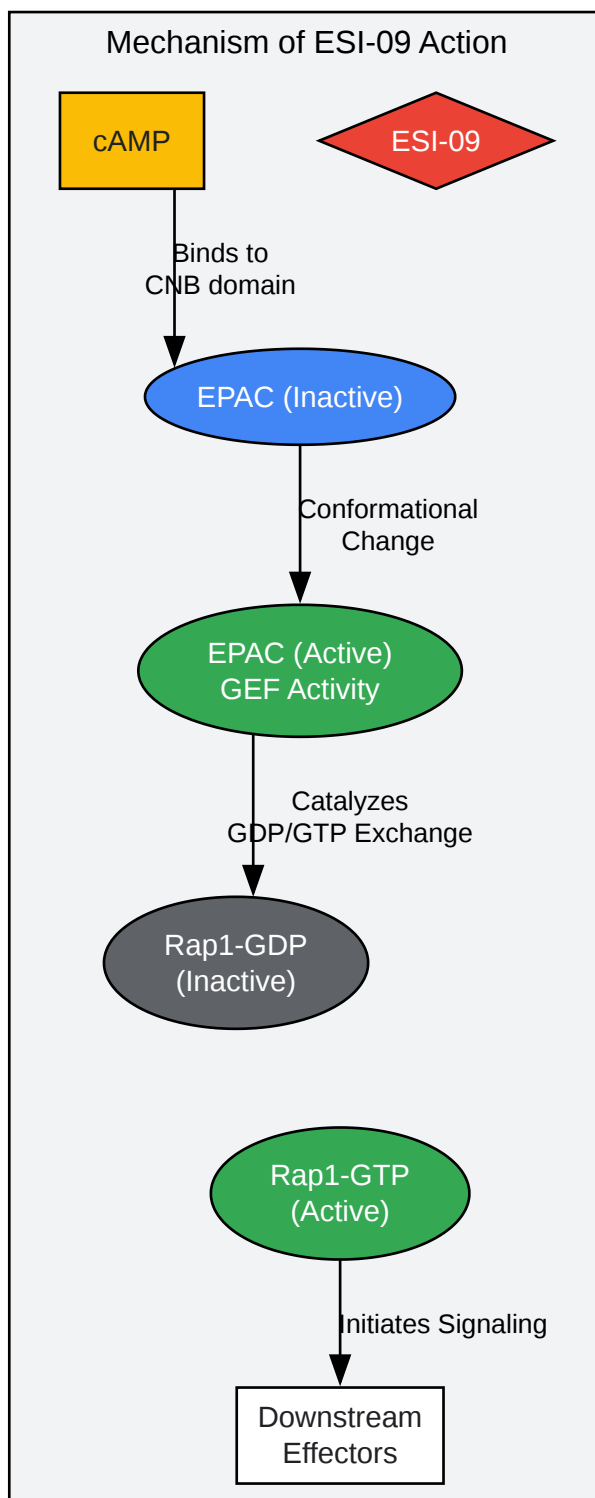 Mechanism of ESI-09 Action
cAMP
ESI-09
Binds to
CNB domain
EPAC (Inactive)
Conformational
Change
EPAC (Active)
GEF Activity
Catalyzes
GDP/GTP Exchange
Rap1-GDP
(Inactive)
Rap1-GTP
(Active)
Initiates Signaling
Downstream
Effectors